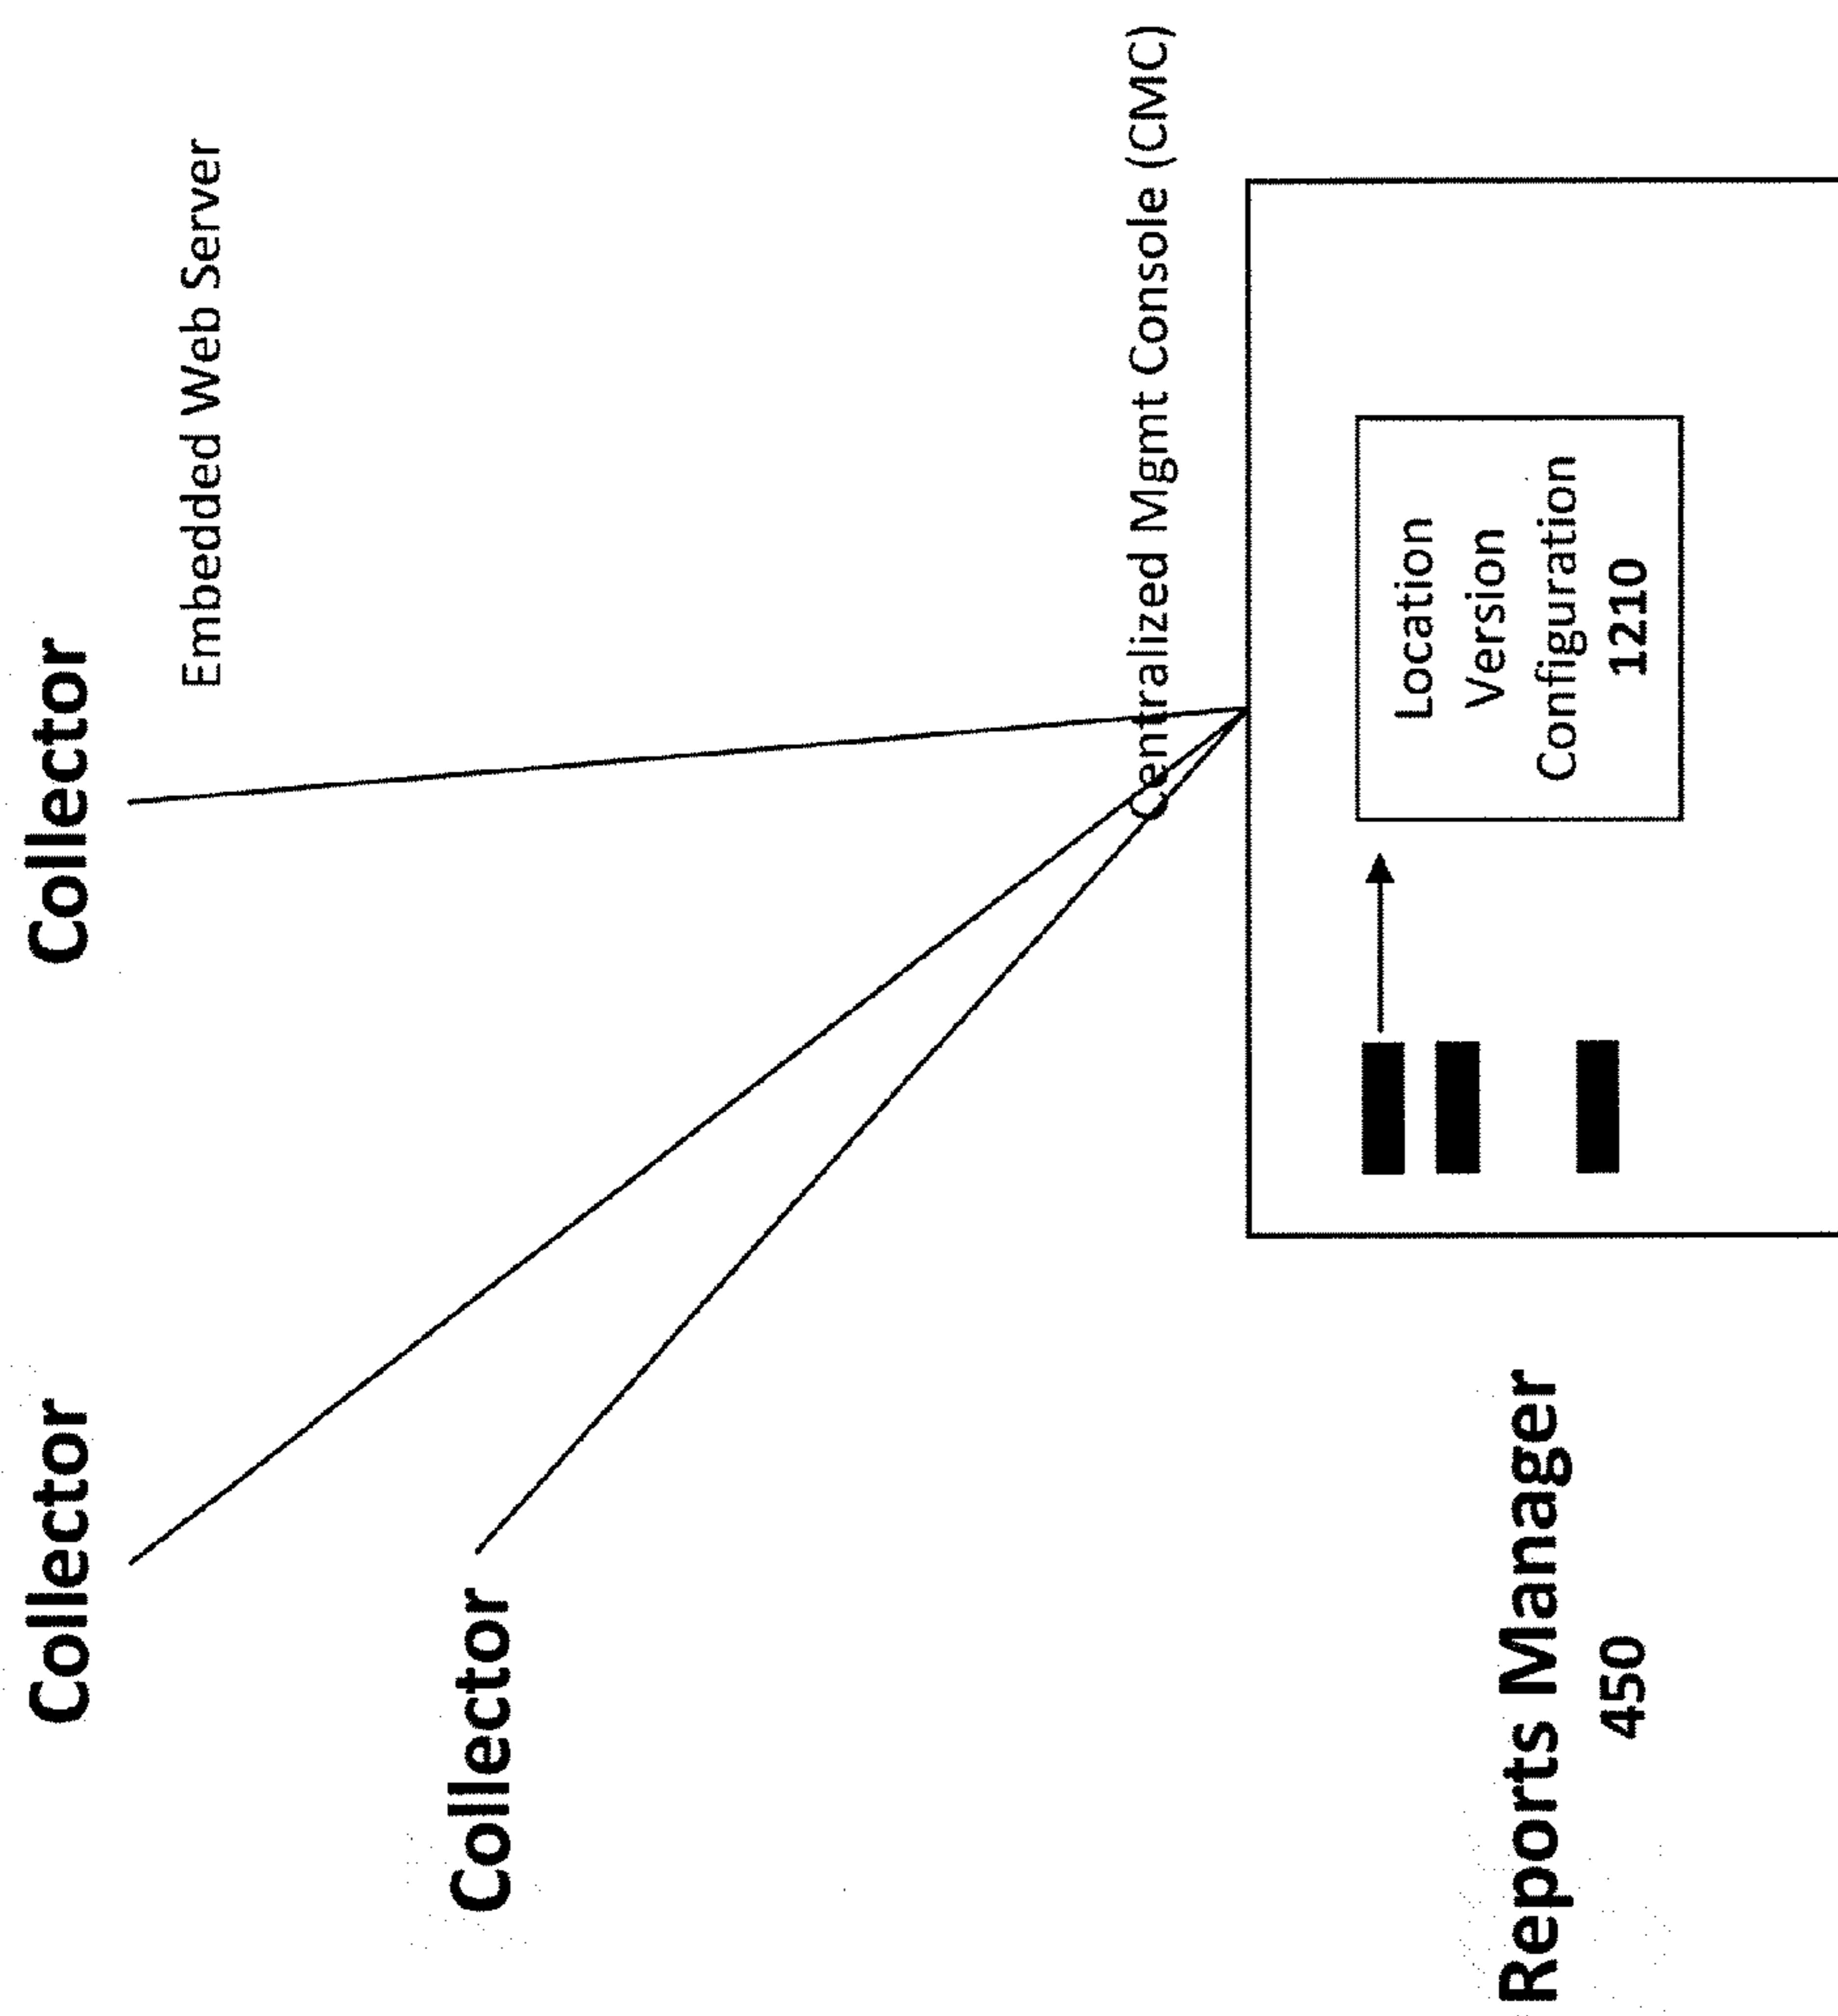 Collector
Collector
Embedded Web Server
Collector
Centralized Mgmt Console (CMC)
Reports Manager
450
Location
Version
Configuration
1210